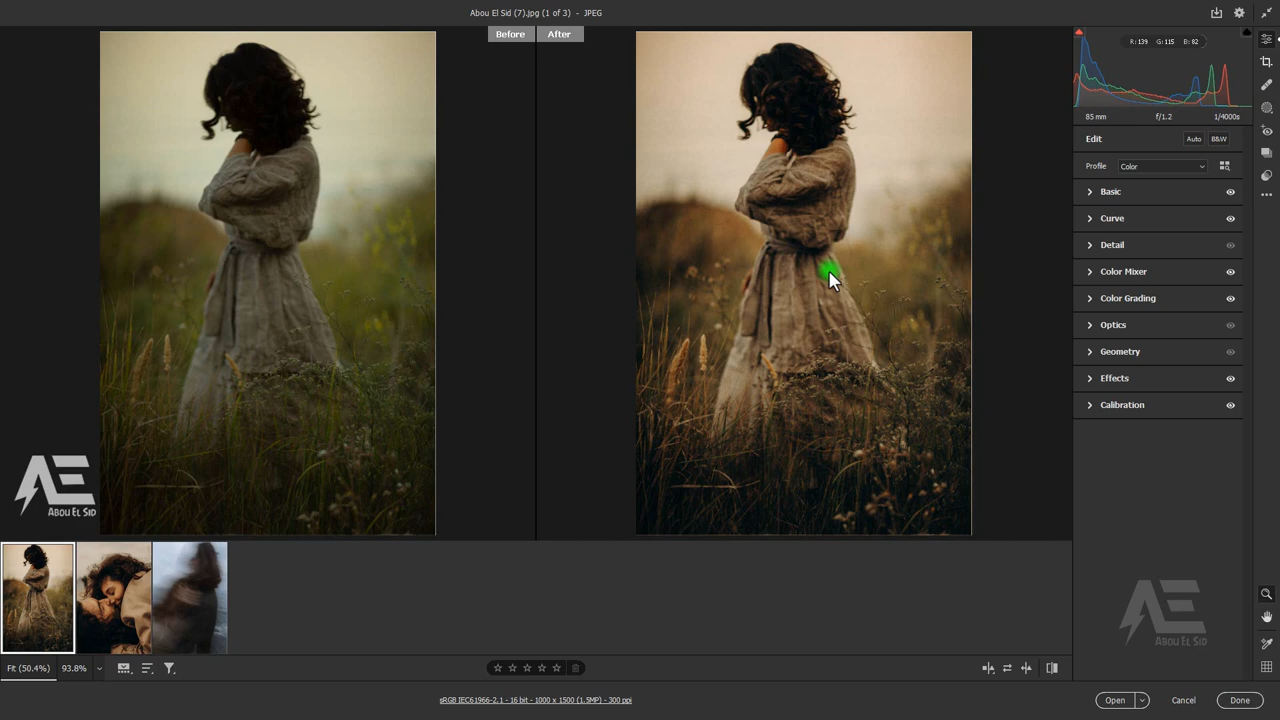 Abou El Sid (7).jpg (1 of 3) - JPEG
Before
After
R: 139 G: 115 B: 82
85 mm f/1.2 1/4000s
Edit Auto B&W
Profile Color
Basic
Curve
Detail
Color Mixer
Color Grading
Optics
Geometry
Effects
Calibration
AE
ABOU EL SID
AE
ABOU EL SID
Fit (50.4%) 93.8%
sRGB IEC61966-2.1 - 16 bit - 1000 x 1500 (1.5MP) - 300 ppi
Open Cancel Done